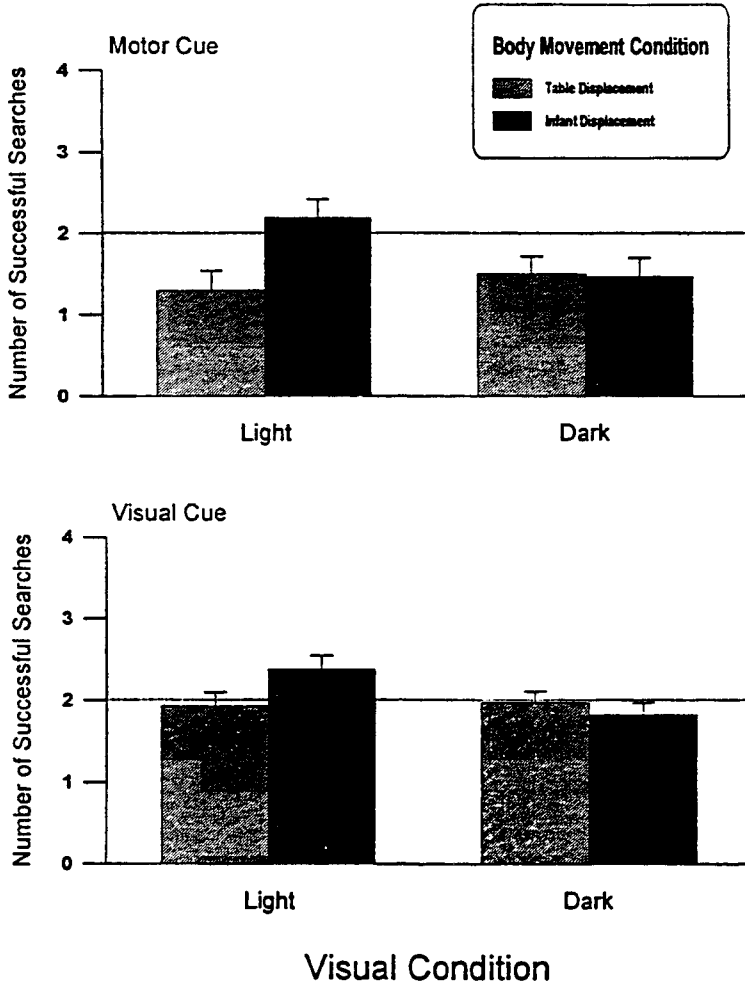 Motor Cue
Body Movement Condition
Table Displacement
Infant Displacement
Number of Successful Searches
4
3
2
1
0
Light
Dark
Visual Cue
Number of Successful Searches
4
3
2
1
0
Light
Dark
Visual Condition